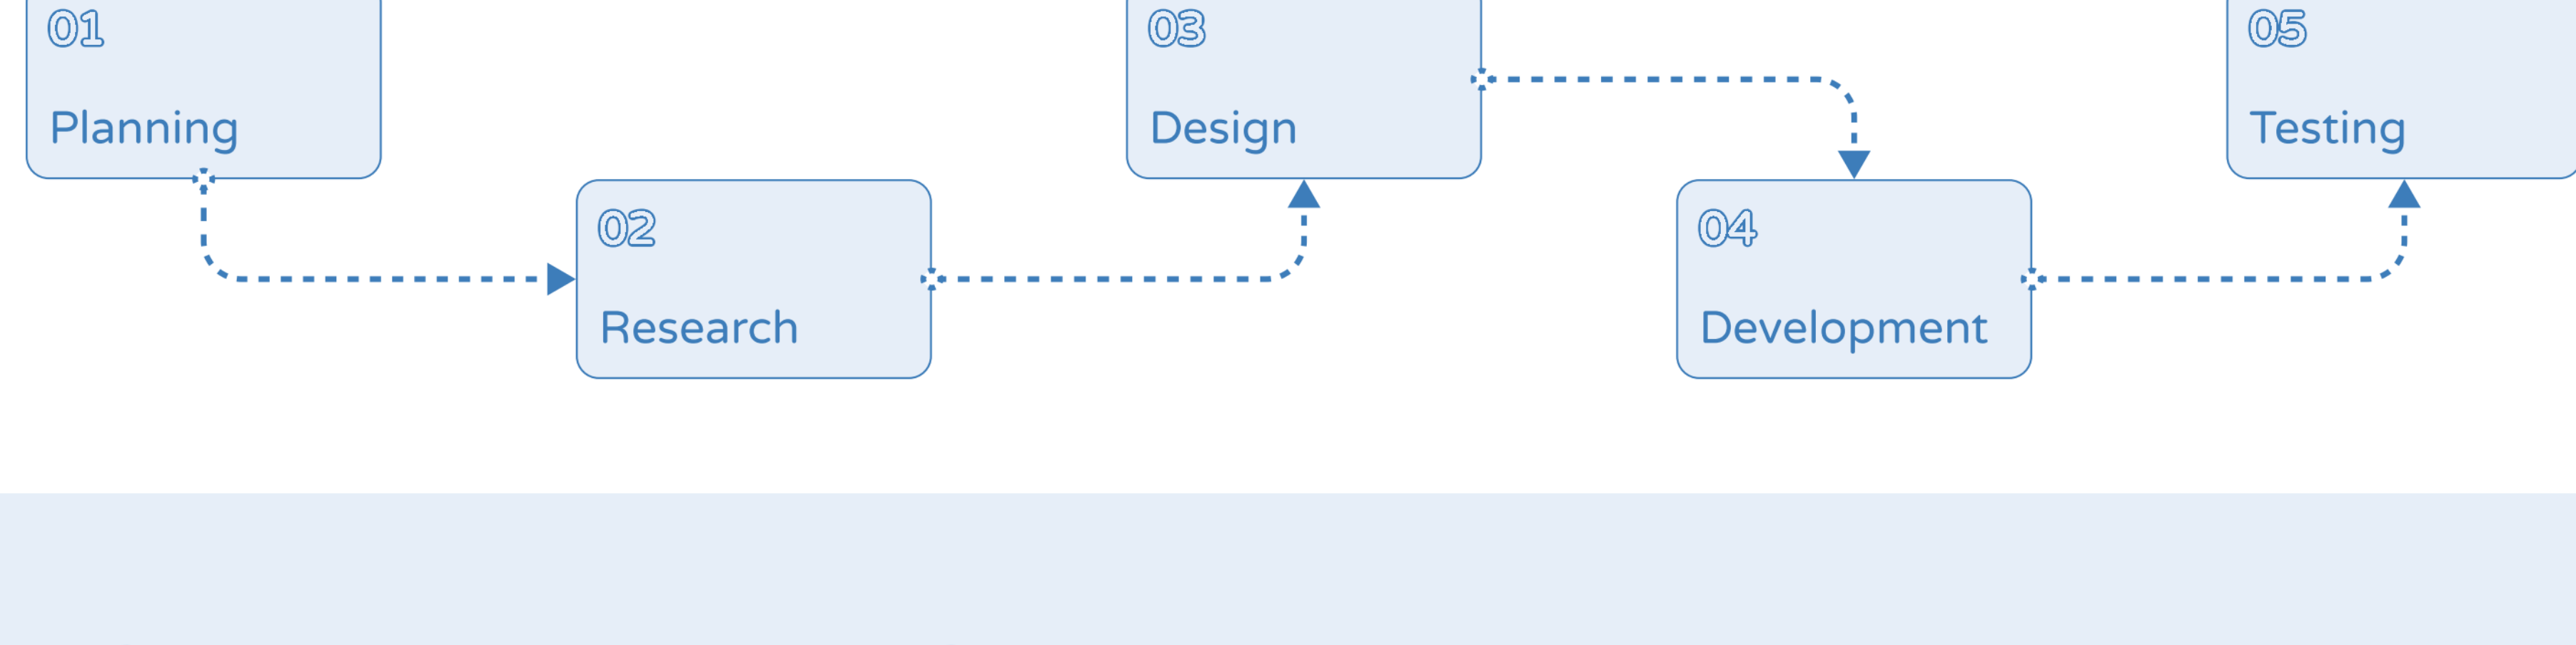 01
Planning
02
Research
03
Design
04
Development
05
Testing